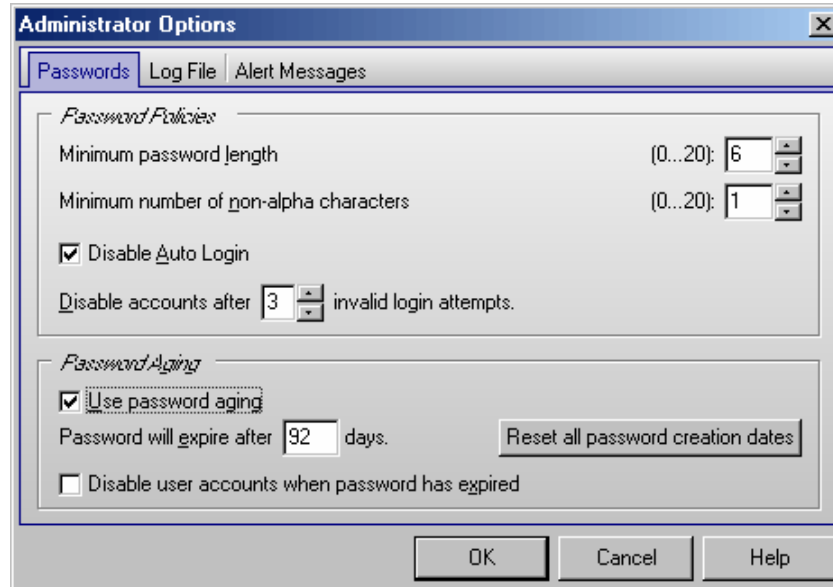 Administrator Options
Passwords Log File Alert Messages
Password Policies
Minimum password length (0...20): 6
Minimum number of non-alpha characters (0...20): 1
Disable Auto Login
Disable accounts after 3 invalid login attempts.
Password Aging
Use password aging
Password will expire after 92 days. Reset all password creation dates
Disable user accounts when password has expired
OK Cancel Help